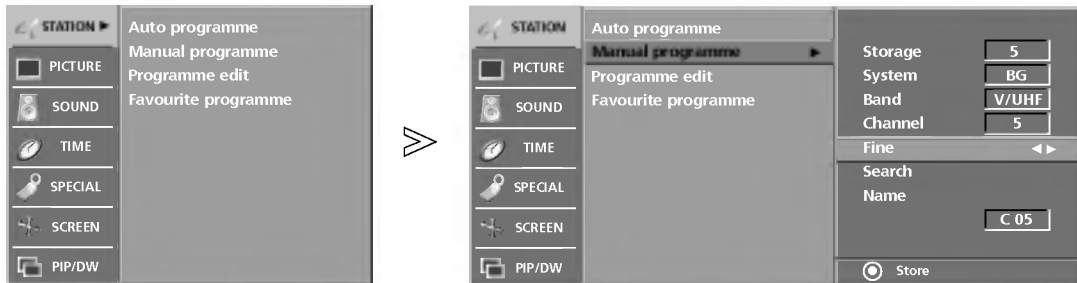 STATION
PICTURE
SOUND
TIME
SPECIAL
SCREEN
PIP/DW
Auto programme
Manual programme
Programme edit
Favourite programme
STATION
PICTURE
SOUND
TIME
SPECIAL
SCREEN
PIP/DW
Auto programme
Manual programme
Programme edit
Favourite programme
Storage 5
System BG
Band V/UHF
Channel 5
Fine
Search
Name
C 05
Store